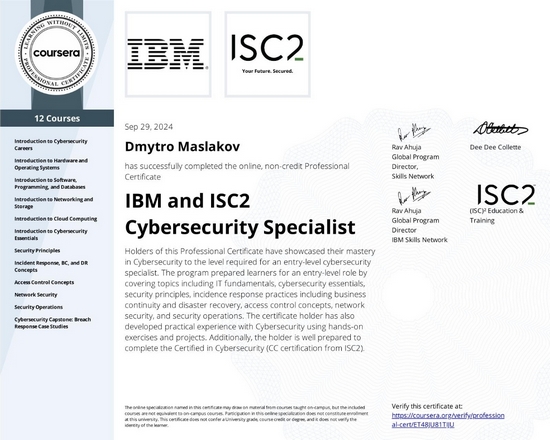 LEARNING WITHOUT LIMITS
coursera
PROFESSIONAL CERTIFICATE
IBM
ISC2
Your Future. Secured.
12 Courses
Introduction to Cybersecurity
Careers
Introduction to Hardware and
Operating Systems
Introduction to Software,
Programming, and Databases
Introduction to Networking and
Storage
Introduction to Cloud Computing
Introduction to Cybersecurity
Essentials
Security Principles
Incident Response, BC, and DR
Concepts
Access Control Concepts
Network Security
Security Operations
Cybersecurity Capstone: Breach
Response Case Studies
Sep 29, 2024
Dmytro Maslakov
has successfully completed the online, non-credit Professional
Certificate
IBM and ISC2
Cybersecurity Specialist
Holders of this Professional Certificate have showcased their mastery
in Cybersecurity to the level required for an entry-level cybersecurity
specialist. The program prepared learners for an entry-level role by
covering topics including IT fundamentals, cybersecurity essentials,
security principles, incidence response practices including business
continuity and disaster recovery, access control concepts, network
security, and security operations. The certificate holder has also
developed practical experience with Cybersecurity using hands-on
exercises and projects. Additionally, the holder is well prepared to
complete the Certified in Cybersecurity (CC certification from ISC2).
Rav Ahuja
Global Program
Director,
Skills Network
Dee Dee Collette
Rav Ahuja
Global Program
Director
IBM Skills Network
ISC2
(ISC)² Education &
Training
The online specialization named in this certificate may draw on material from courses taught on-campus, but the included
courses are not equivalent to on-campus courses. Participation in this online specialization does not constitute enrollment
at this university. This certificate does not confer a University grade, course credit or degree, and it does not verify the
identity of the learner.
Verify this certificate at:
https://coursera.org/verify/profession
al-cert/ET48IU81TIJU